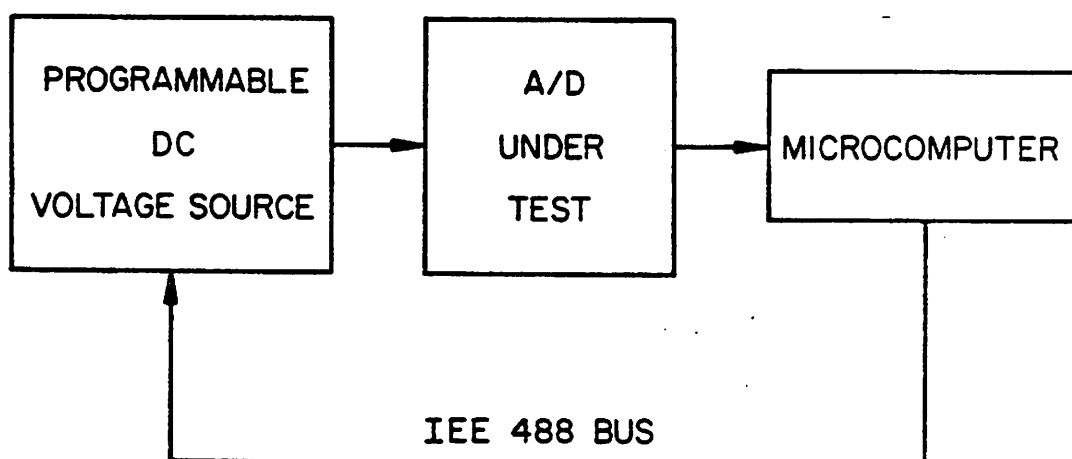 PROGRAMMABLE
DC
VOLTAGE SOURCE
A/D
UNDER
TEST
MICROCOMPUTER
IEE 488 BUS